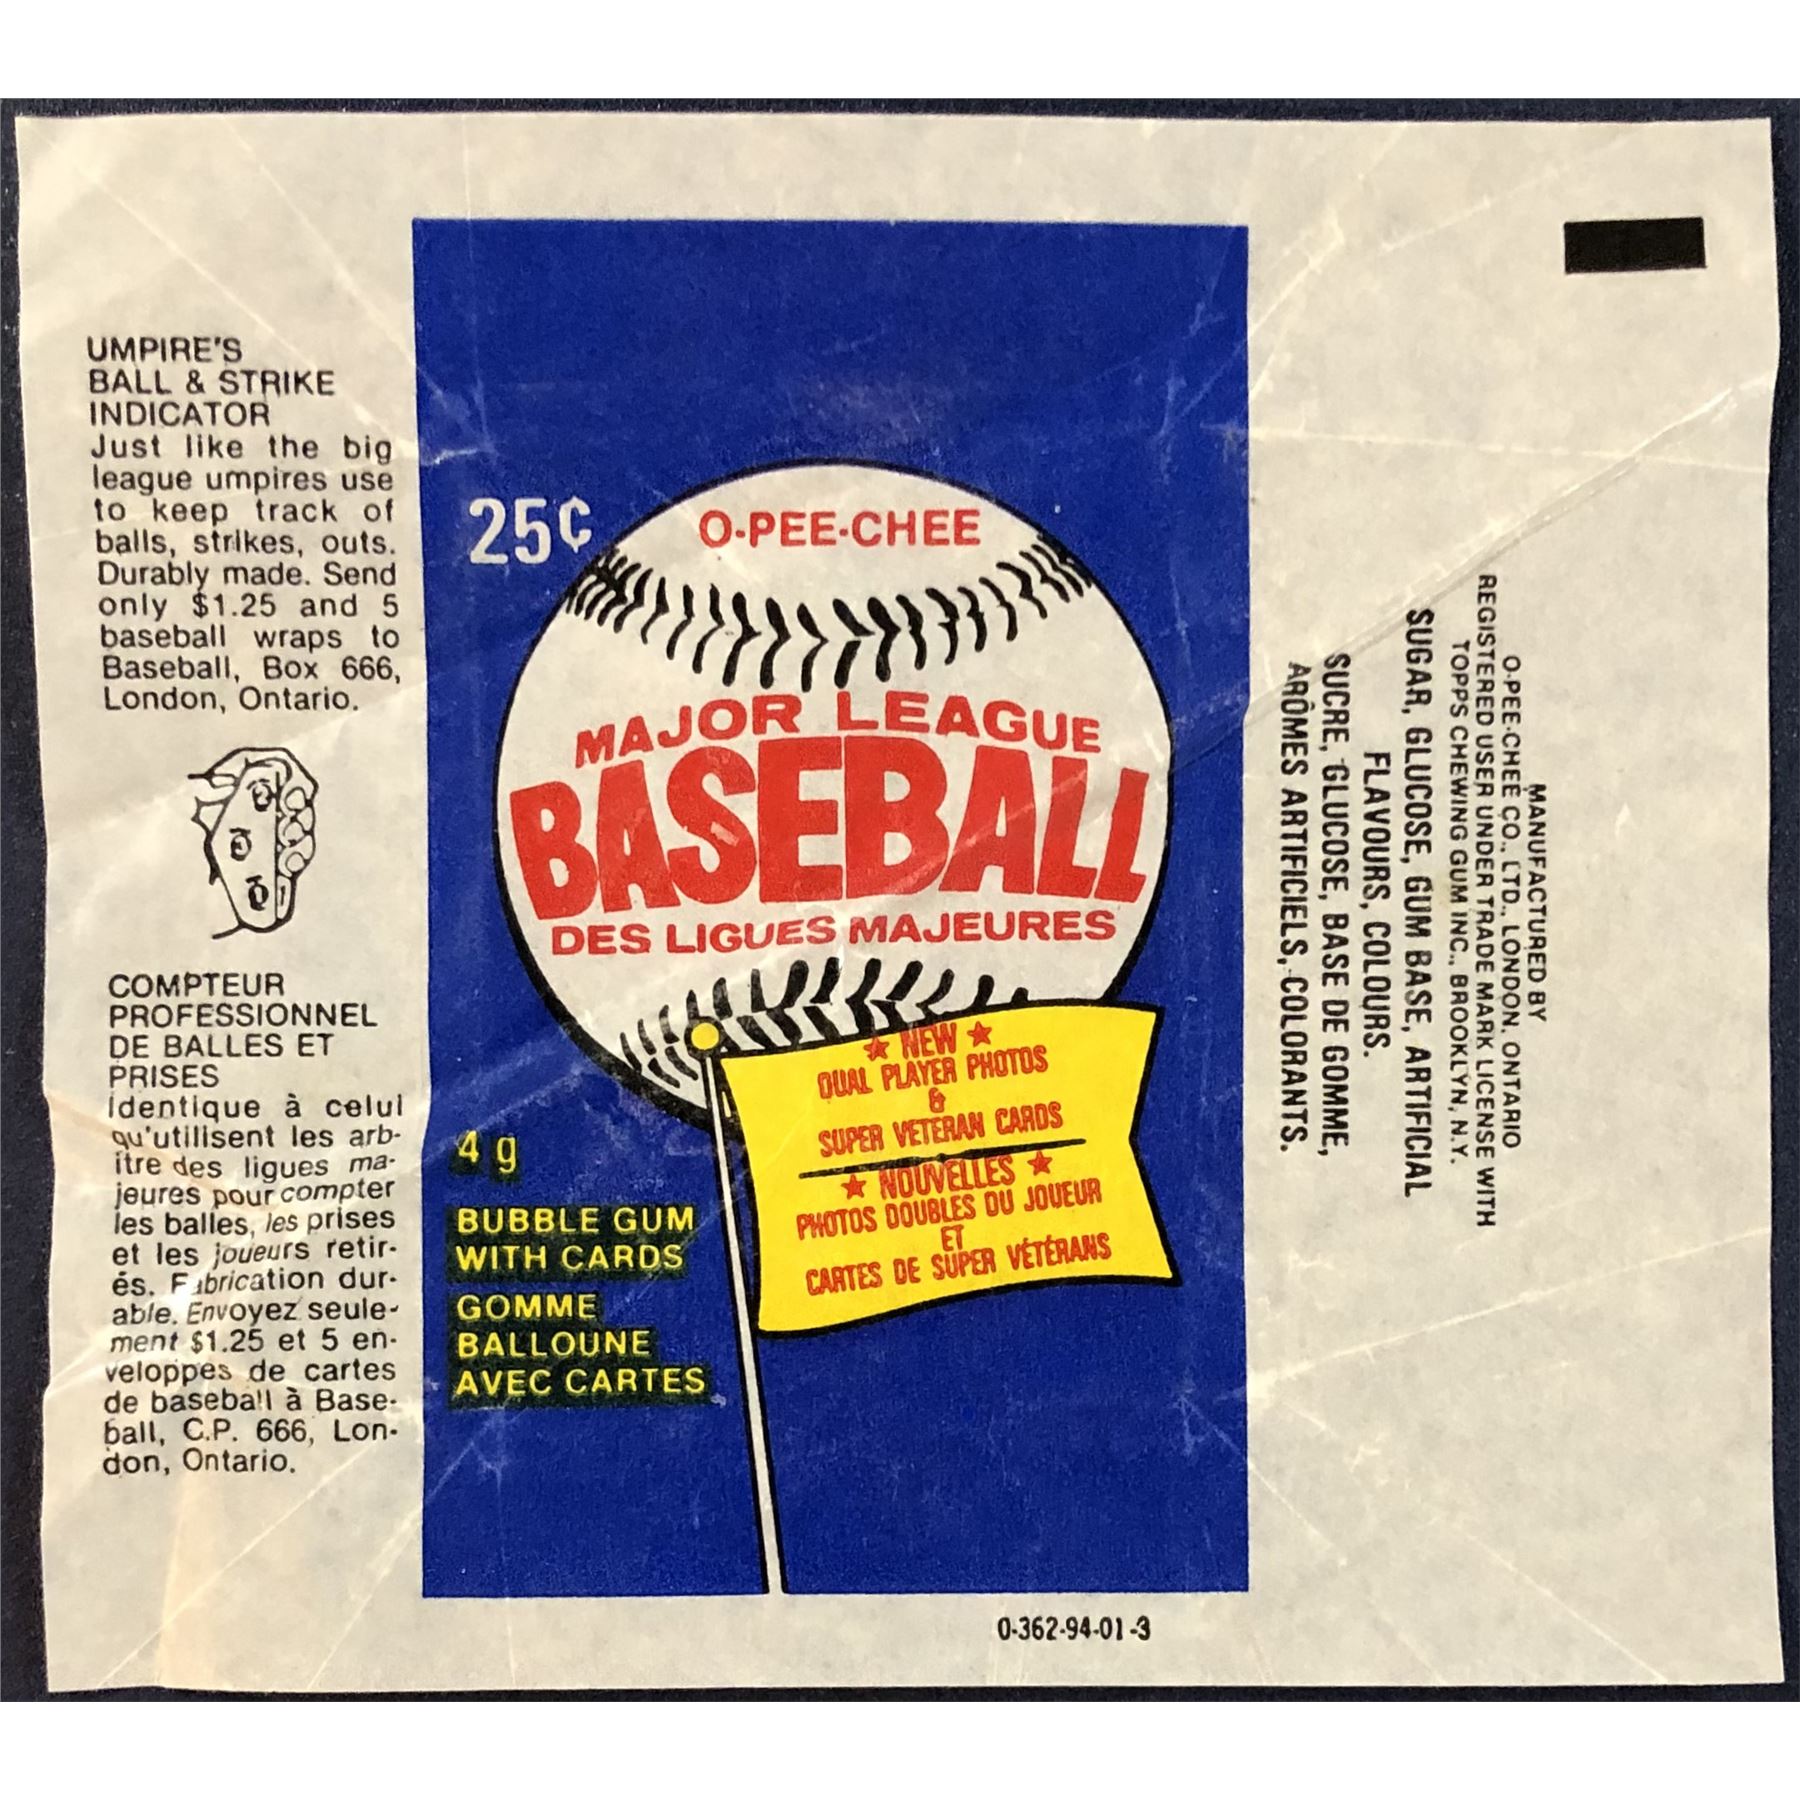 UMPIRE'S
BALL & STRIKE
INDICATOR
Just like the big
league umpires use
to keep track of
balls, strikes, outs.
Durably made. Send
only $1.25 and 5
baseball wraps to
Baseball, Box 666,
London, Ontario.
COMPTEUR
PROFESSIONNEL
DE BALLES ET
PRISES
Identique à celui
qu'utilisent les arb-
itre des ligues ma-
jeures pour compter
les balles, les prises
et les joueurs retir-
és. Fabrication dur-
able. Envoyez seule-
ment $1.25 et 5 en-
veloppes de cartes
de baseball à Base-
ball, C.P. 666, Lon-
don, Ontario.
25¢
O-PEE-CHEE
MAJOR LEAGUE
BASEBALL
DES LIGUES MAJEURES
★ NEW ★
DUAL PLAYER PHOTOS
&
SUPER VETERAN CARDS
★ NOUVELLES ★
PHOTOS DOUBLES DU JOUEUR
ET
CARTES DE SUPER VÉTÉRANS
4 g
BUBBLE GUM
WITH CARDS
GOMME
BALLOUNE
AVEC CARTES
0-362-94-01-3
MANUFACTURED BY
O-PEE-CHEE CO., LTD., LONDON, ONTARIO
REGISTERED USER UNDER TRADE MARK LICENSE WITH
TOPPS CHEWING GUM INC., BROOKLYN, N.Y.
SUGAR, GLUCOSE, GUM BASE, ARTIFICIAL
FLAVOURS, COLOURS.
SUCRE, GLUCOSE, BASE DE GOMME,
ARÔMES ARTIFICIELS, COLORANTS.